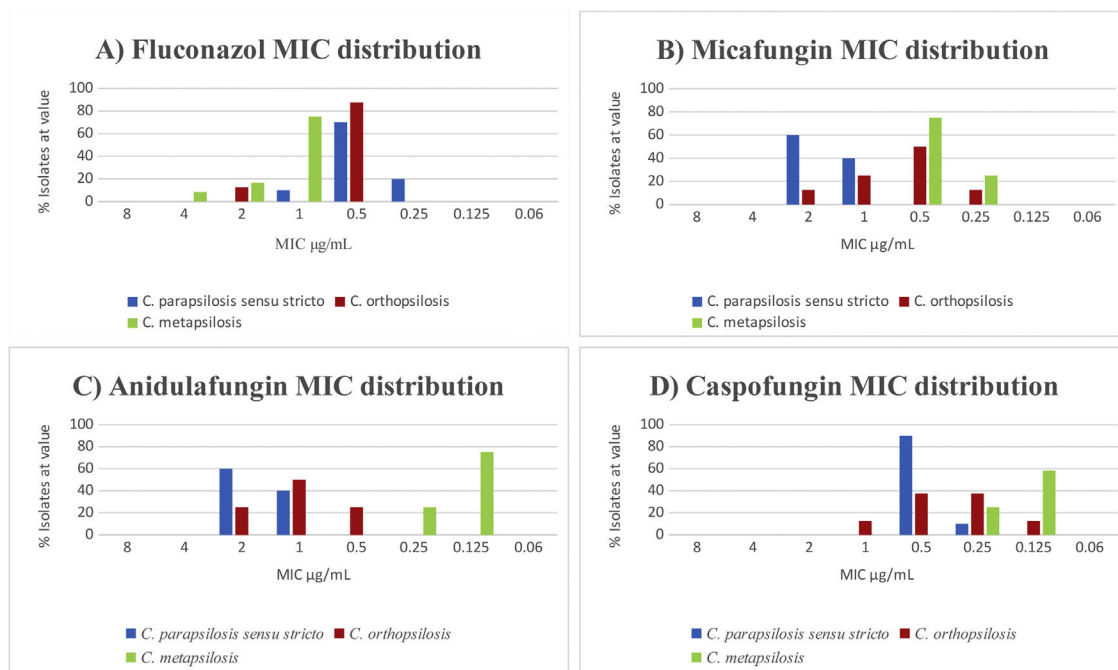 A) Fluconazol MIC distribution
% Isolates at value
100
80
60
40
20
0
8 4 2 1 0.5 0.25 0.125 0.06
MIC µg/mL
C. parapsilosis sensu stricto C. orthopsilosis
C. metapsilosis
B) Micafungin MIC distribution
% Isolates at value
100
80
60
40
20
0
8 4 2 1 0.5 0.25 0.125 0.06
MIC µg/mL
C. parapsilosis sensu stricto C. orthopsilosis
C. metapsilosis
C) Anidulafungin MIC distribution
% Isolates at value
100
80
60
40
20
0
8 4 2 1 0.5 0.25 0.125 0.06
MIC µg/mL
C. parapsilosis sensu stricto C. orthopsilosis
C. metapsilosis
D) Caspofungin MIC distribution
% Isolates at value
100
80
60
40
20
0
8 4 2 1 0.5 0.25 0.125 0.06
MIC µg/mL
C. parapsilosis sensu stricto C. orthopsilosis
C. metapsilosis